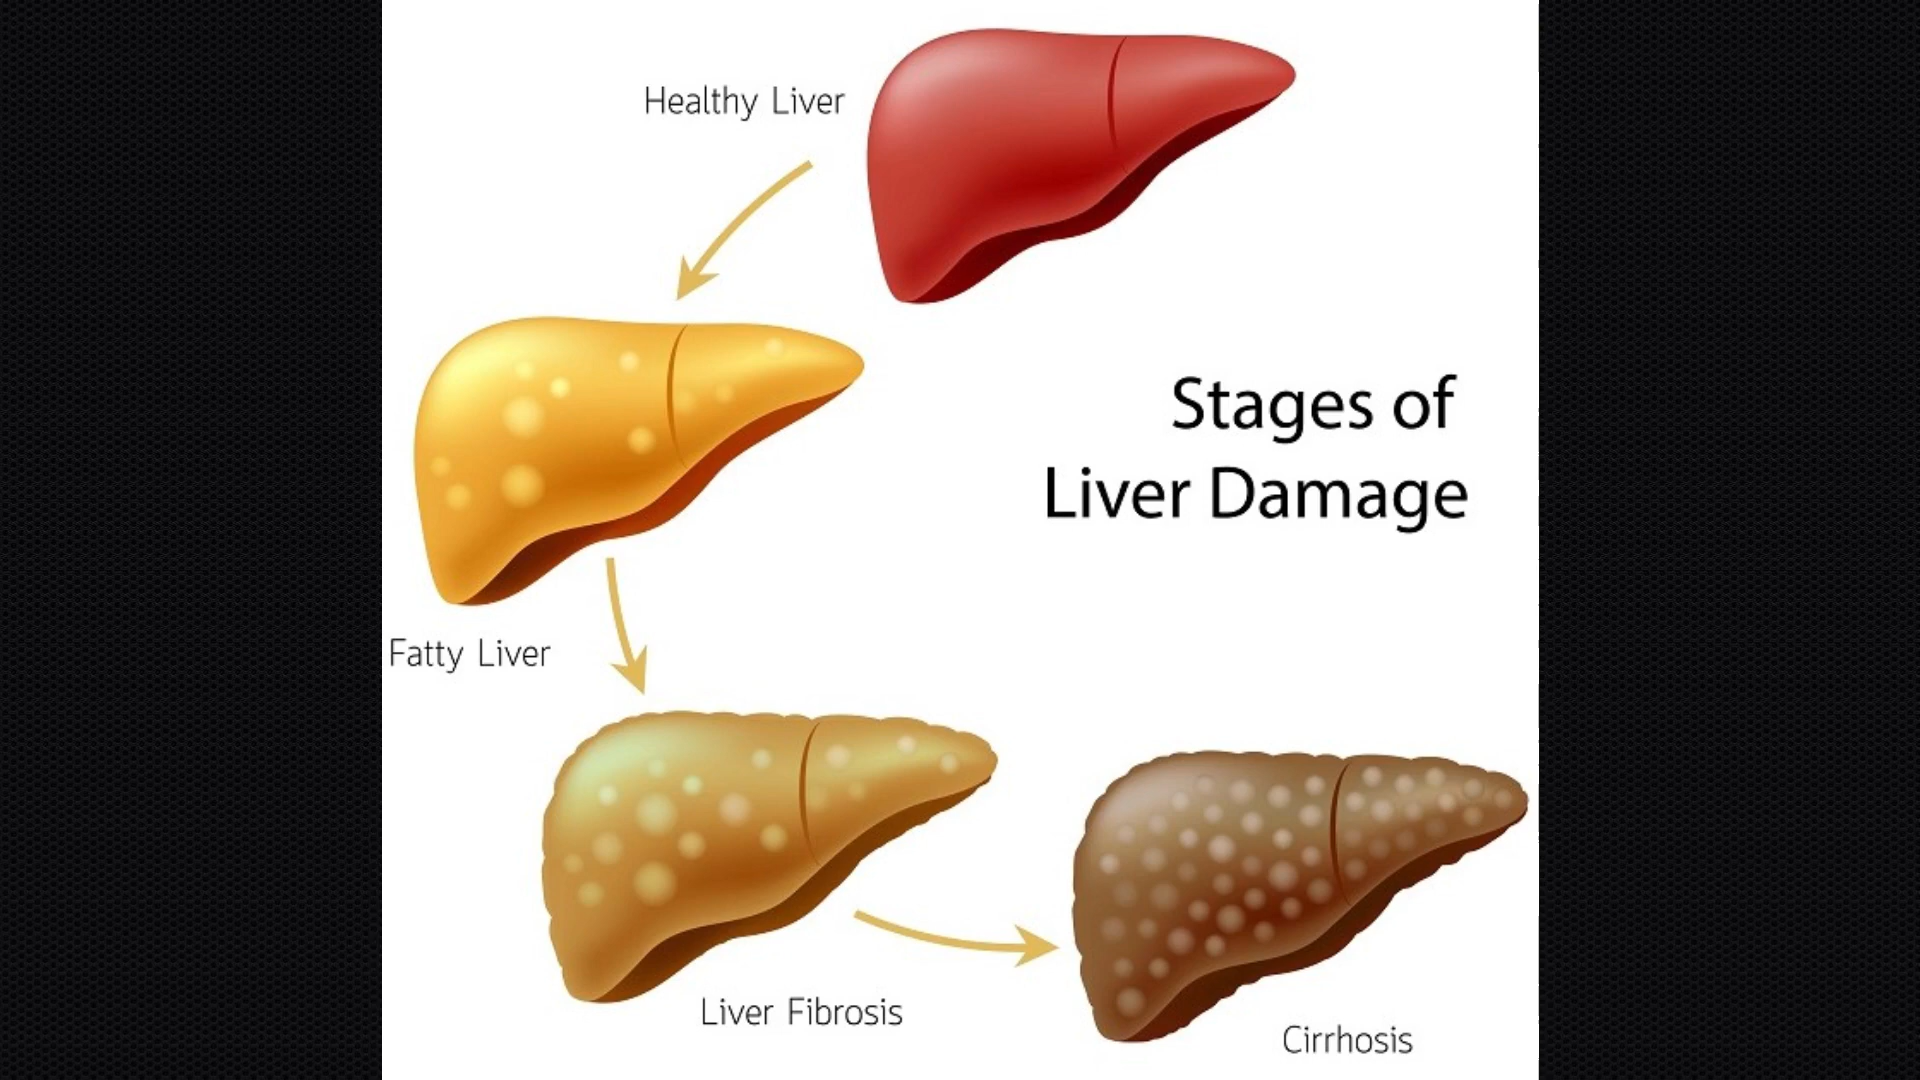 Healthy Liver
Stages of
Liver Damage
Fatty Liver
Liver Fibrosis
Cirrhosis